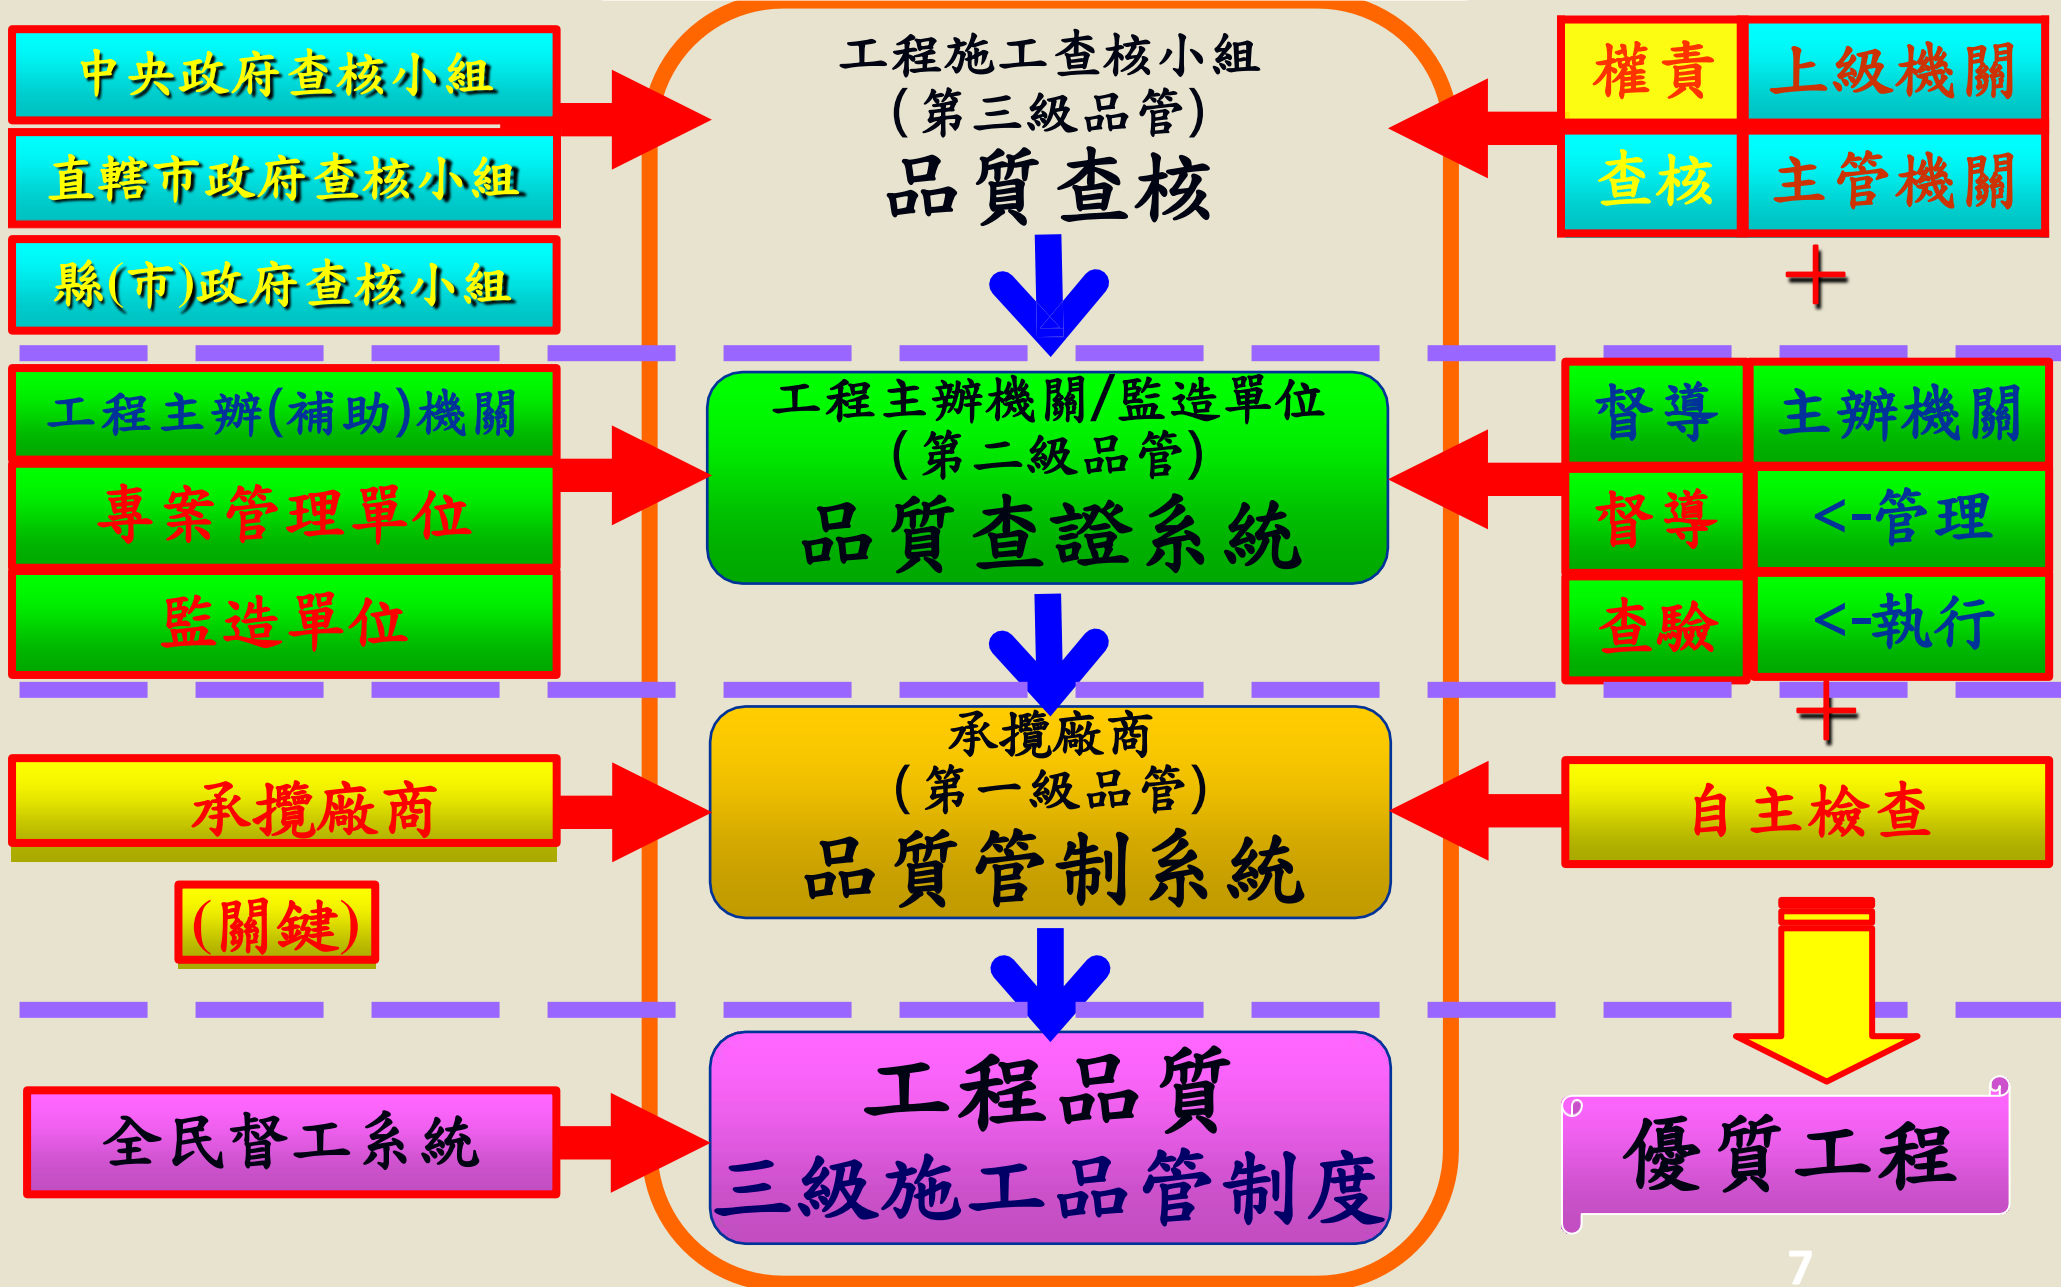 中央政府查核小組
直轄市政府查核小組
縣(市)政府查核小組
工程施工查核小組
(第三級品管)
品質查核
權責 上級機關
查核 主管機關
+
工程主辦(補助)機關
專案管理單位
監造單位
工程主辦機關/監造單位
(第二級品管)
品質查證系統
督導 主辦機關
督導 <-管理
查驗 <-執行
+
承攬廠商
(關鍵)
承攬廠商
(第一級品管)
品質管制系統
自主檢查
全民督工系統
工程品質
三級施工品管制度
優質工程
7